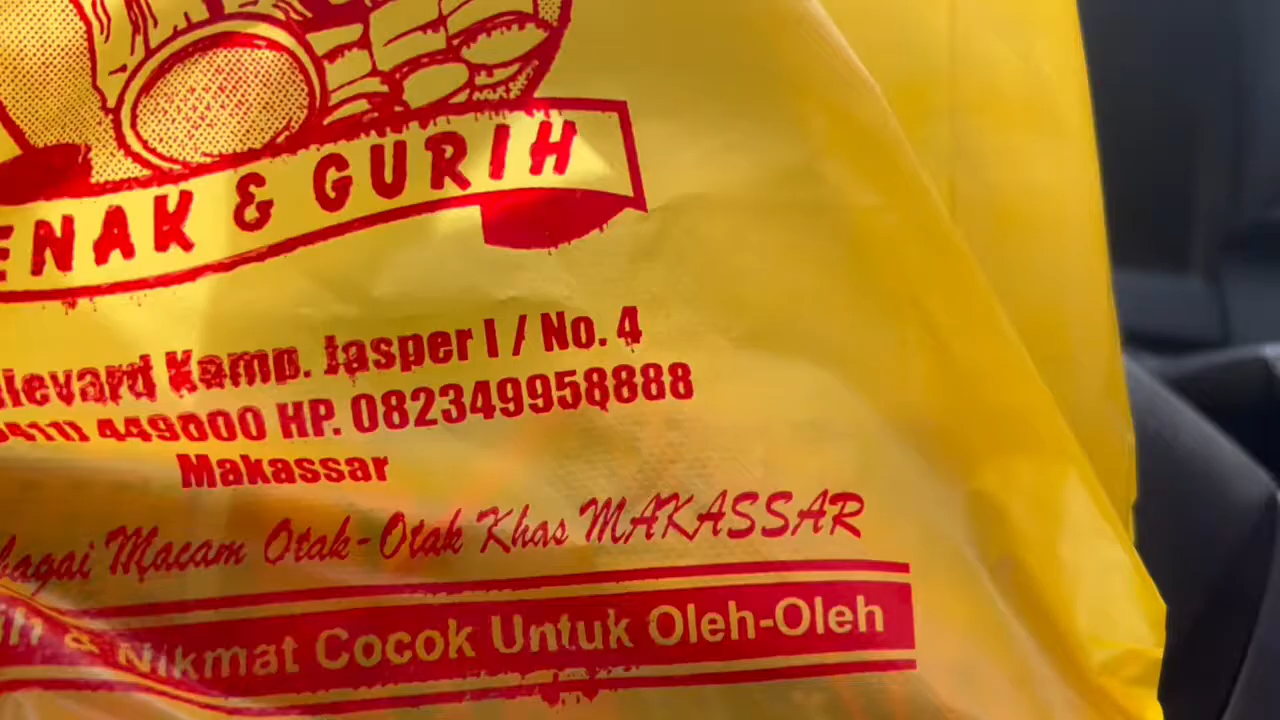 ENAK & GURIH
Komp. Jasper I / No. 4
449000 HP. 082349958888
Makassar
Macam Otak-Otak Khas MAKASSAR
& Nikmat Cocok Untuk Oleh-Oleh